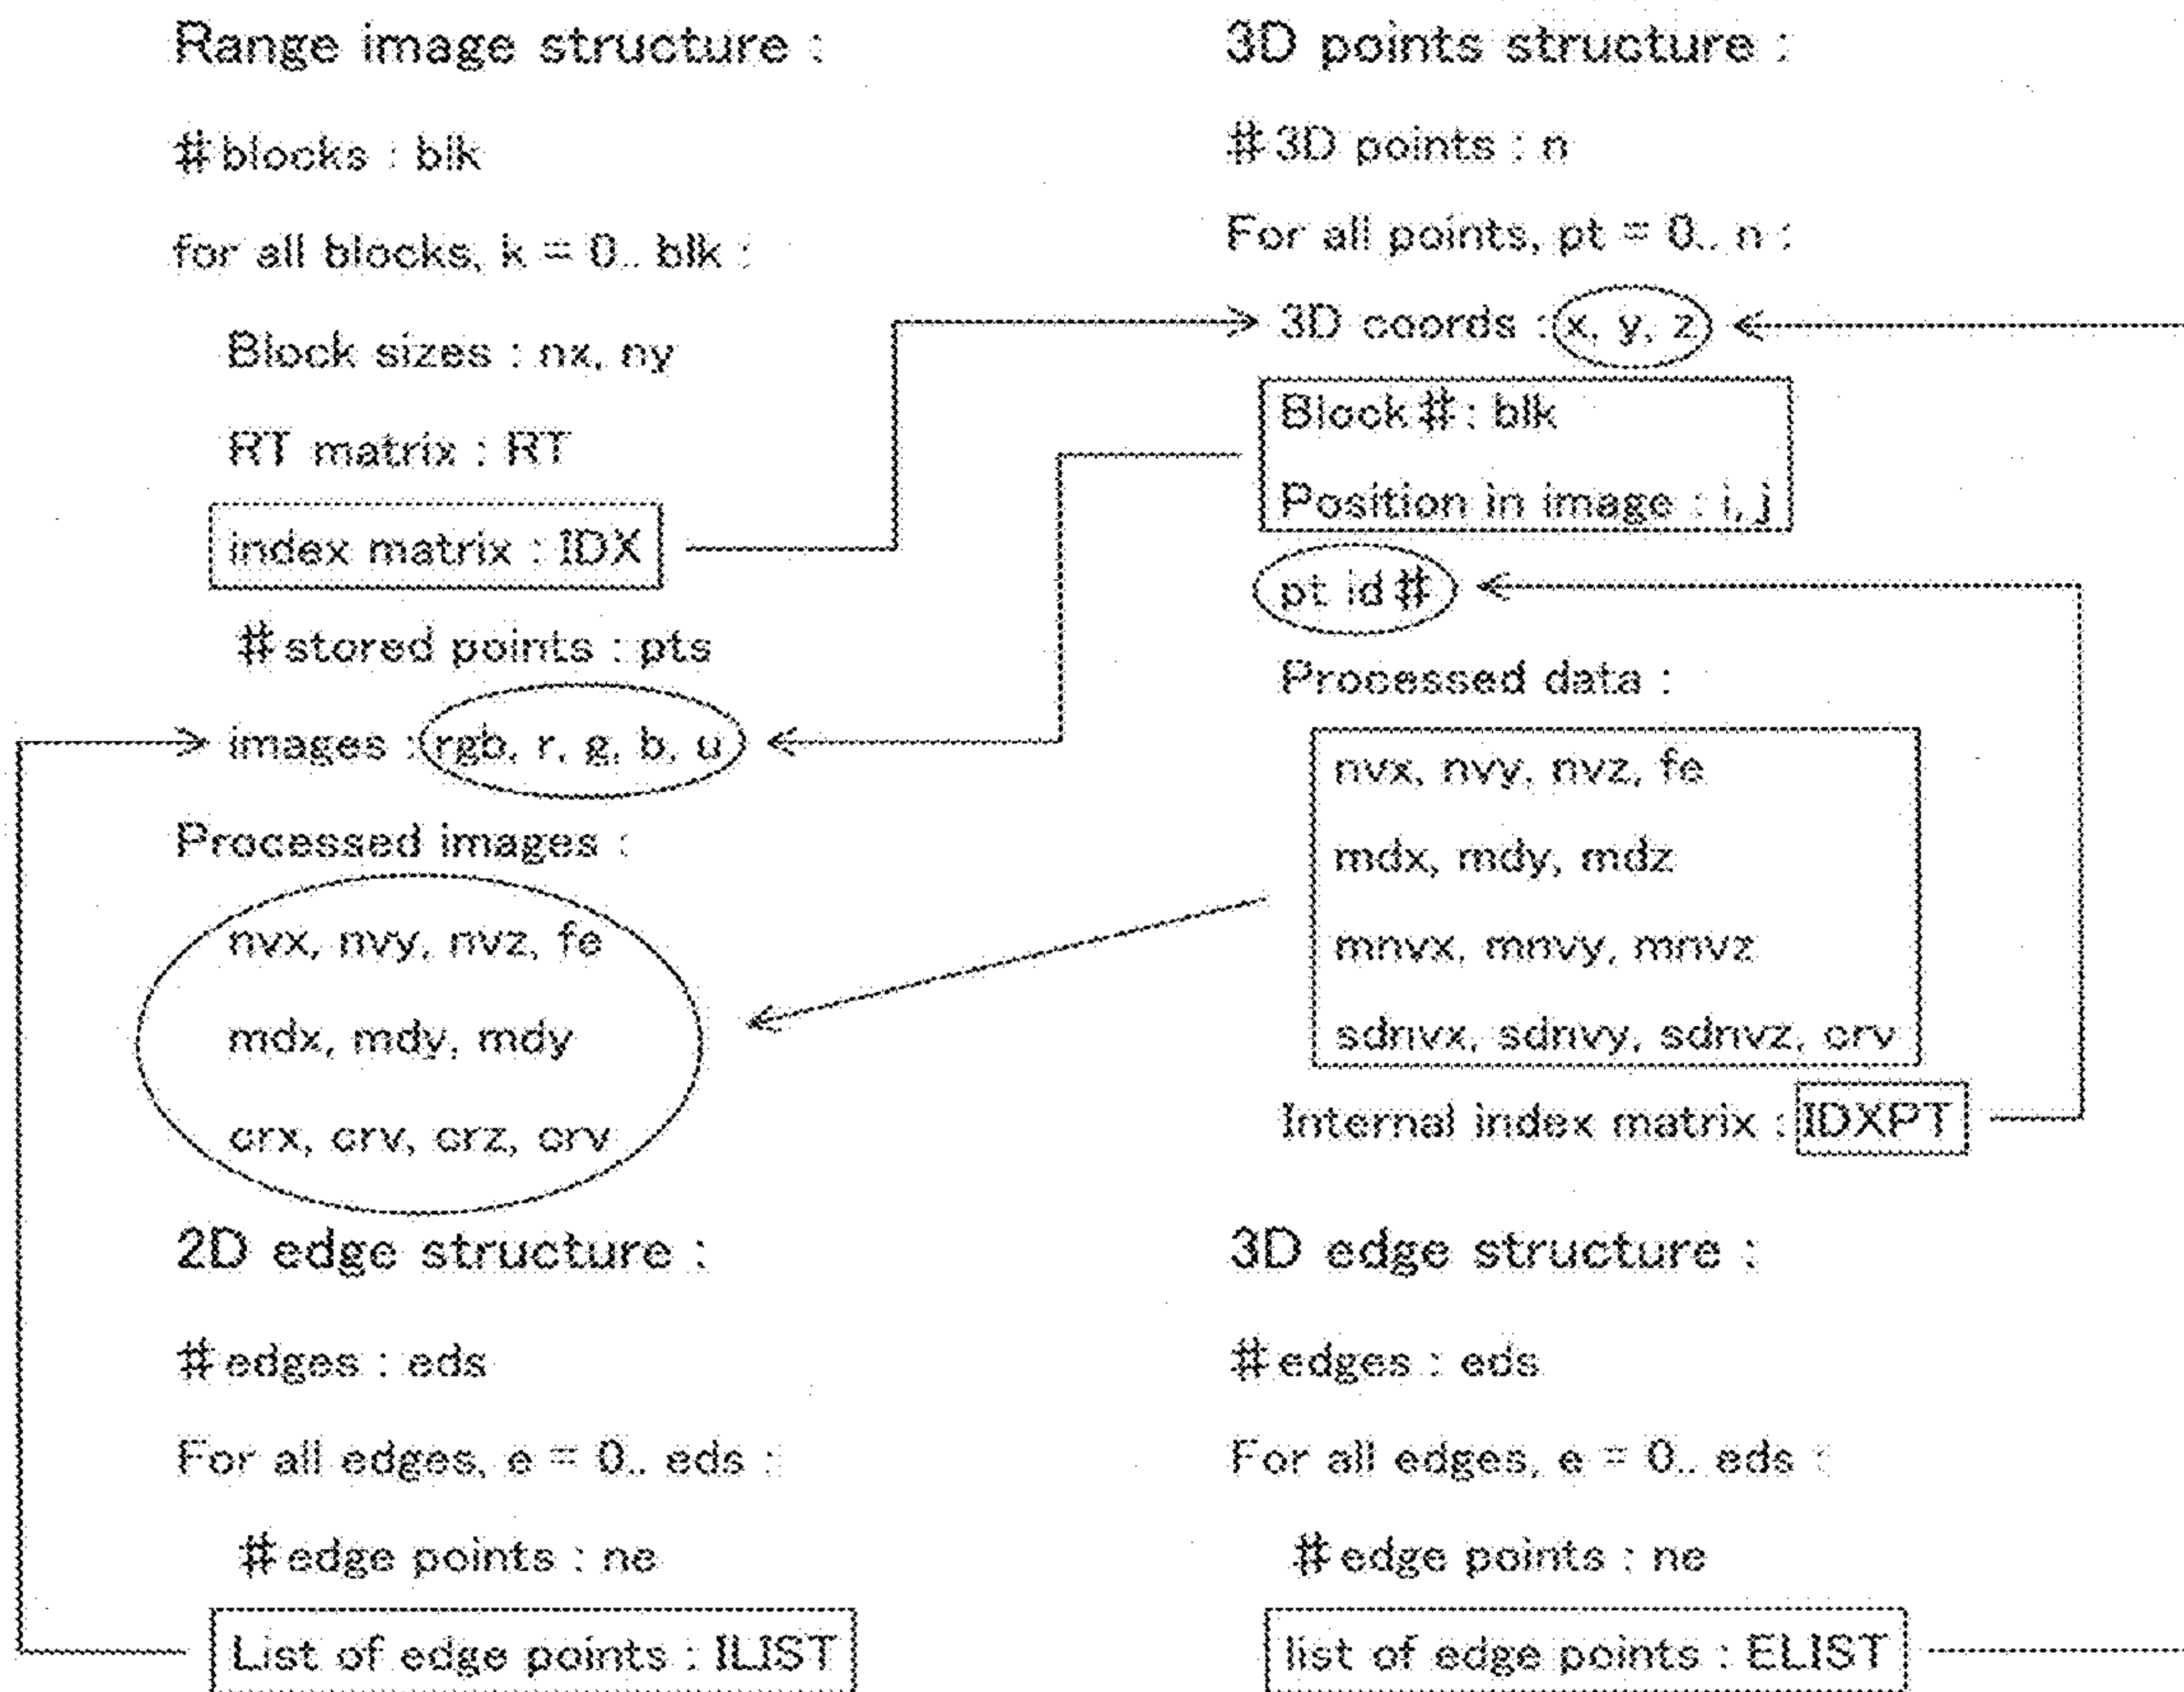 Range image structure :
#blocks : blk
for all blocks, k = 0.. blk :
Block sizes : nx, ny
RT matrix : RT
index matrix : IDX
#stored points : pts
images : rgb, r, g, b, u
Processed images :
nvx, nvy, nvz, fe
mdx, mdy, mdy
crx, crv, crz, crv
2D edge structure :
#edges : eds
For all edges, e = 0.. eds :
#edge points : ne
List of edge points : ILIST
3D points structure :
#3D points : n
For all points, pt = 0.. n :
3D coords : x, y, z
Block# : blk
Position in image : i, j
pt id#
Processed data :
nvx, nvy, nvz, fe
mdx, mdy, mdz
mnvx, mnvy, mnvz
sdnvx, sdnvy, sdnvz, crv
Internal index matrix : IDXPT
3D edge structure :
#edges : eds
For all edges, e = 0.. eds :
#edge points : ne
list of edge points : ELIST